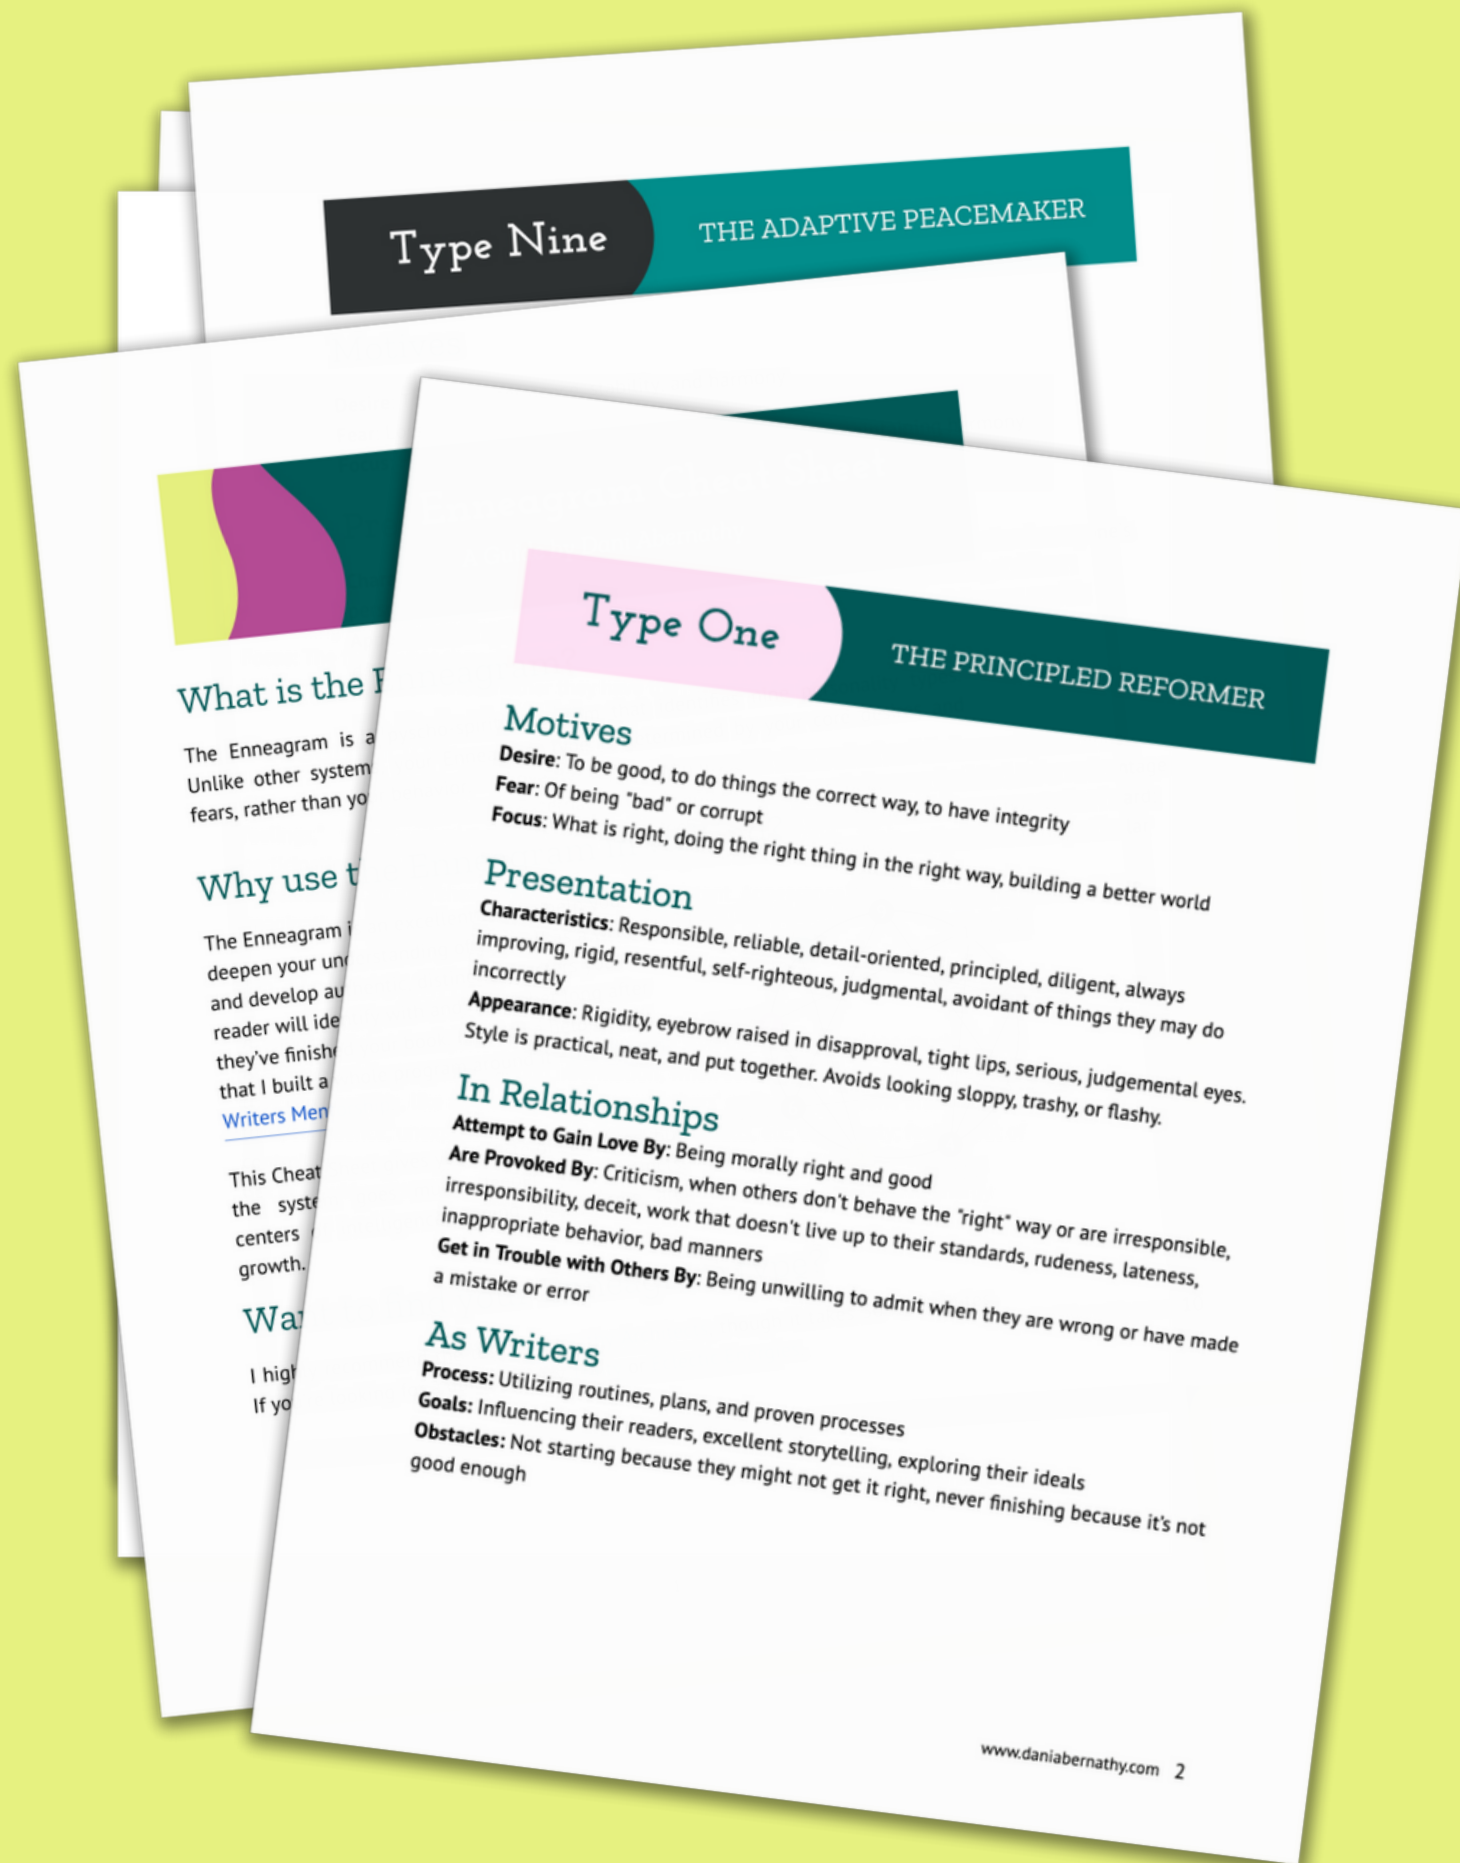 Type Nine
THE ADAPTIVE PEACEMAKER
What is the
The Enneagram is a
Unlike other system
fears, rather than
Why use
The Enneagram
deepen your
and develop
reader will
they've
that I built a
Writers
This Cheat
the
centers
growth.
I
If
Type One
THE PRINCIPLED REFORMER
Motives
Desire: To be good, to do things the correct way, to have integrity
Fear: Of being "bad" or corrupt
Focus: What is right, doing the right thing in the right way, building a better world
Presentation
Characteristics: Responsible, reliable, detail-oriented, principled, diligent, always
improving, rigid, resentful, self-righteous, judgmental, avoidant of things they may do
incorrectly
Appearance: Rigidity, eyebrow raised in disapproval, tight lips, serious, judgemental eyes.
Style is practical, neat, and put together. Avoids looking sloppy, trashy, or flashy.
In Relationships
Attempt to Gain Love By: Being morally right and good
Are Provoked By: Criticism, when others don't behave the "right" way or are irresponsible,
irresponsibility, deceit, work that doesn't live up to their standards, rudeness, lateness,
inappropriate behavior, bad manners
Get in Trouble with Others By: Being unwilling to admit when they are wrong or have made
a mistake or error
As Writers
Process: Utilizing routines, plans, and proven processes
Goals: Influencing their readers, excellent storytelling, exploring their ideals
Obstacles: Not starting because they might not get it right, never finishing because it's not
good enough
www.daniabernathy.com 2